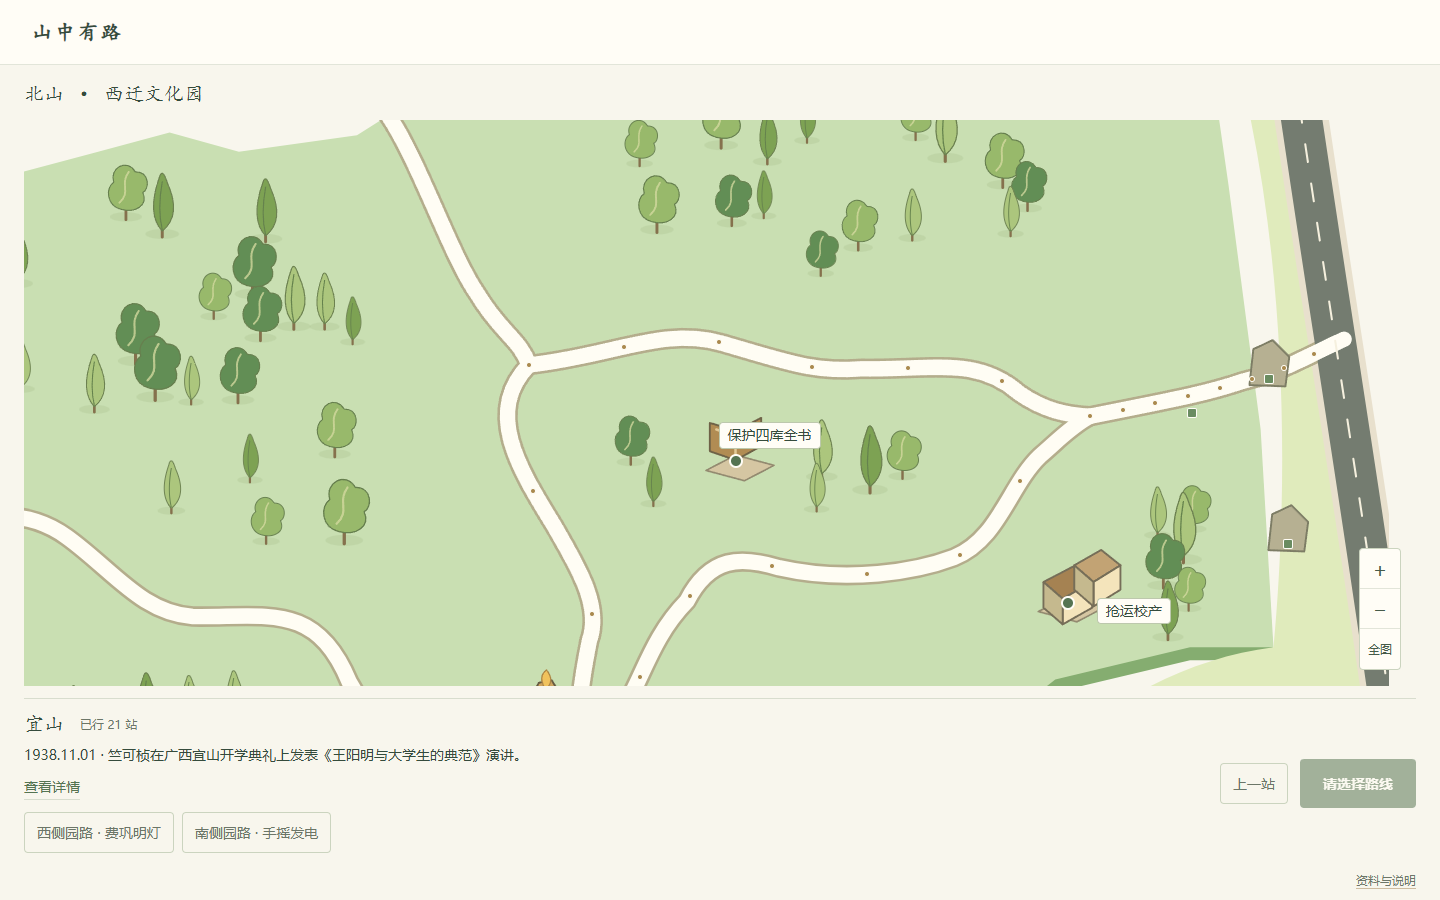 山中有路
北山 • 西迁文化园
保护四库全书
抢运校产
+
−
全图
宜山 已行 21 站
1938.11.01 · 竺可桢在广西宜山开学典礼上发表《王阳明与大学生的典范》演讲。
查看详情
上一站
请选择路线
西侧园路 · 费巩明灯
南侧园路 · 手摇发电
资料与说明